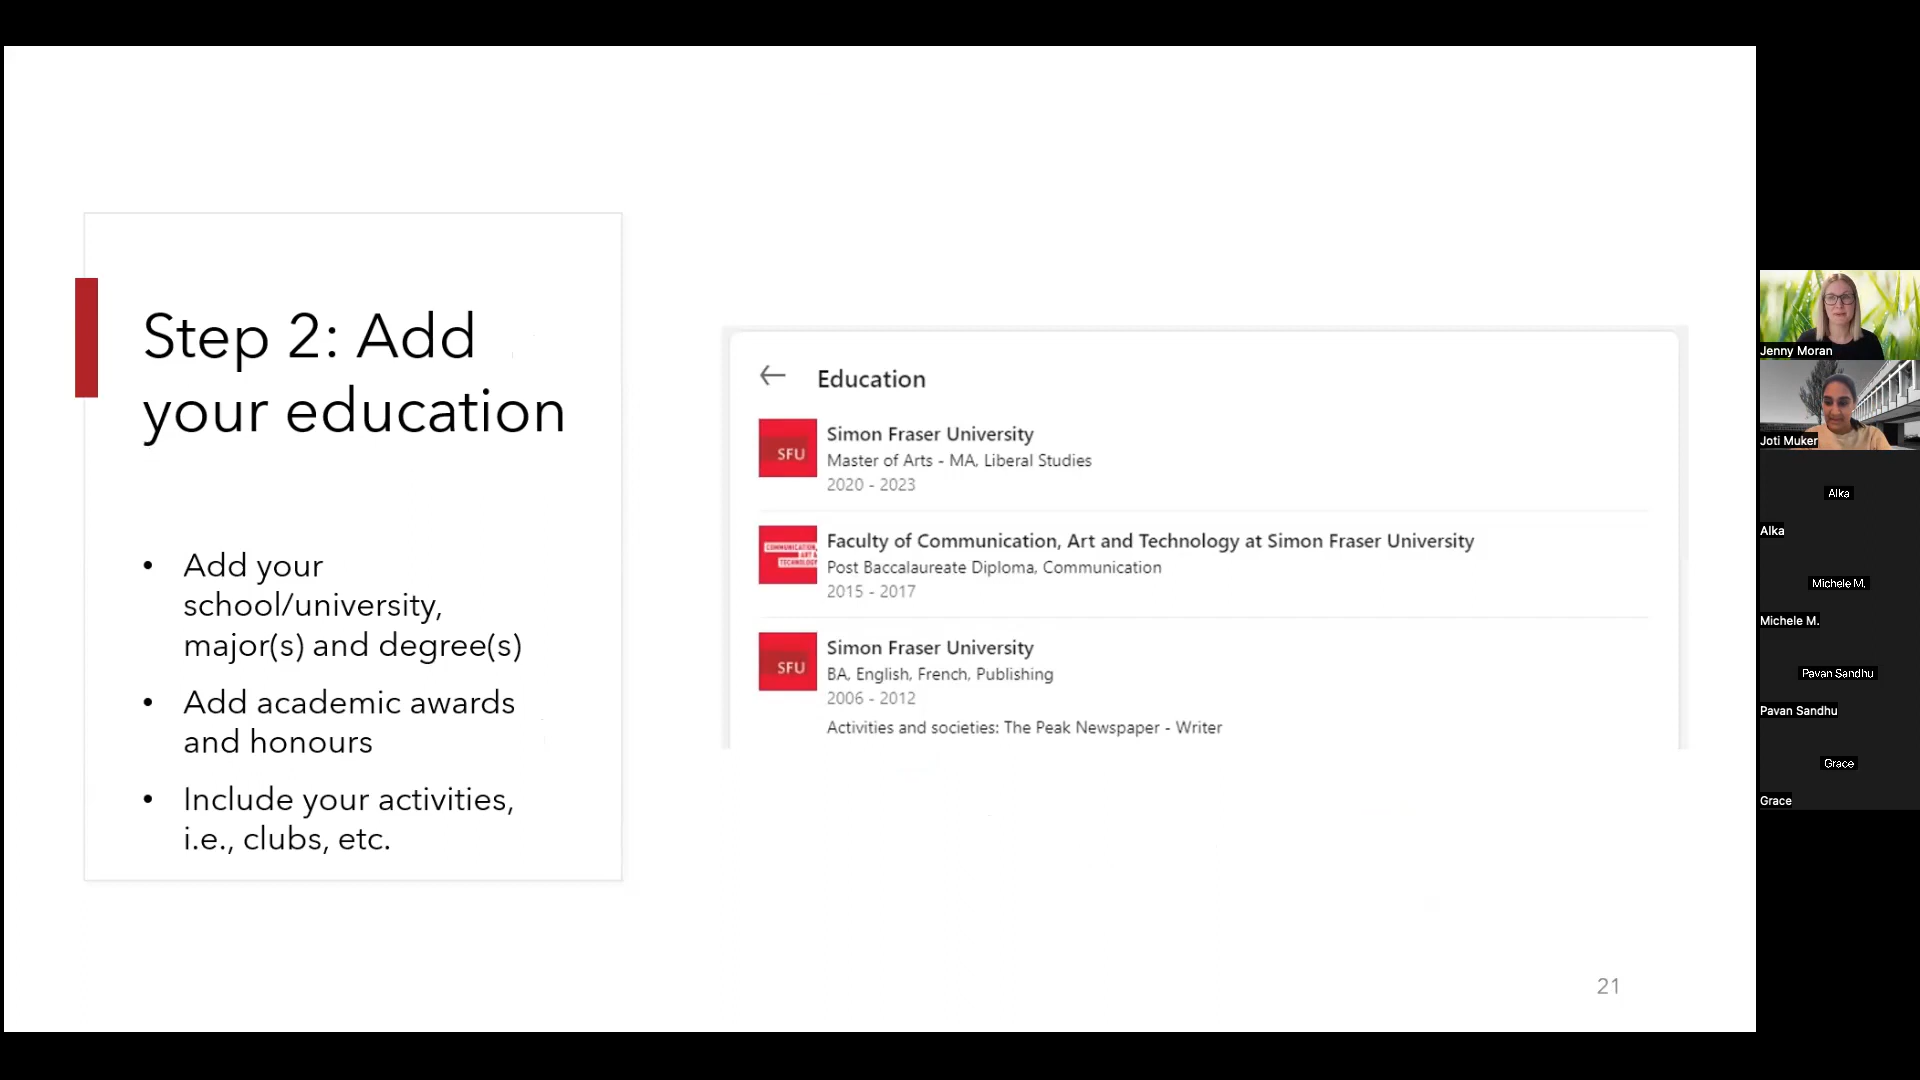 Step 2: Add
your education
• Add your
school/university,
major(s) and degree(s)
• Add academic awards
and honours
• Include your activities,
i.e., clubs, etc.
Education
SFU
Simon Fraser University
Master of Arts - MA, Liberal Studies
2020 - 2023
COMMUNICATION,
ART &
TECHNOLOGY
Faculty of Communication, Art and Technology at Simon Fraser University
Post Baccalaureate Diploma, Communication
2015 - 2017
SFU
Simon Fraser University
BA, English, French, Publishing
2006 - 2012
Activities and societies: The Peak Newspaper - Writer
21
Jenny Moran
Joti Muker
Alka
Alka
Michele M.
Michele M.
Pavan Sandhu
Pavan Sandhu
Grace
Grace